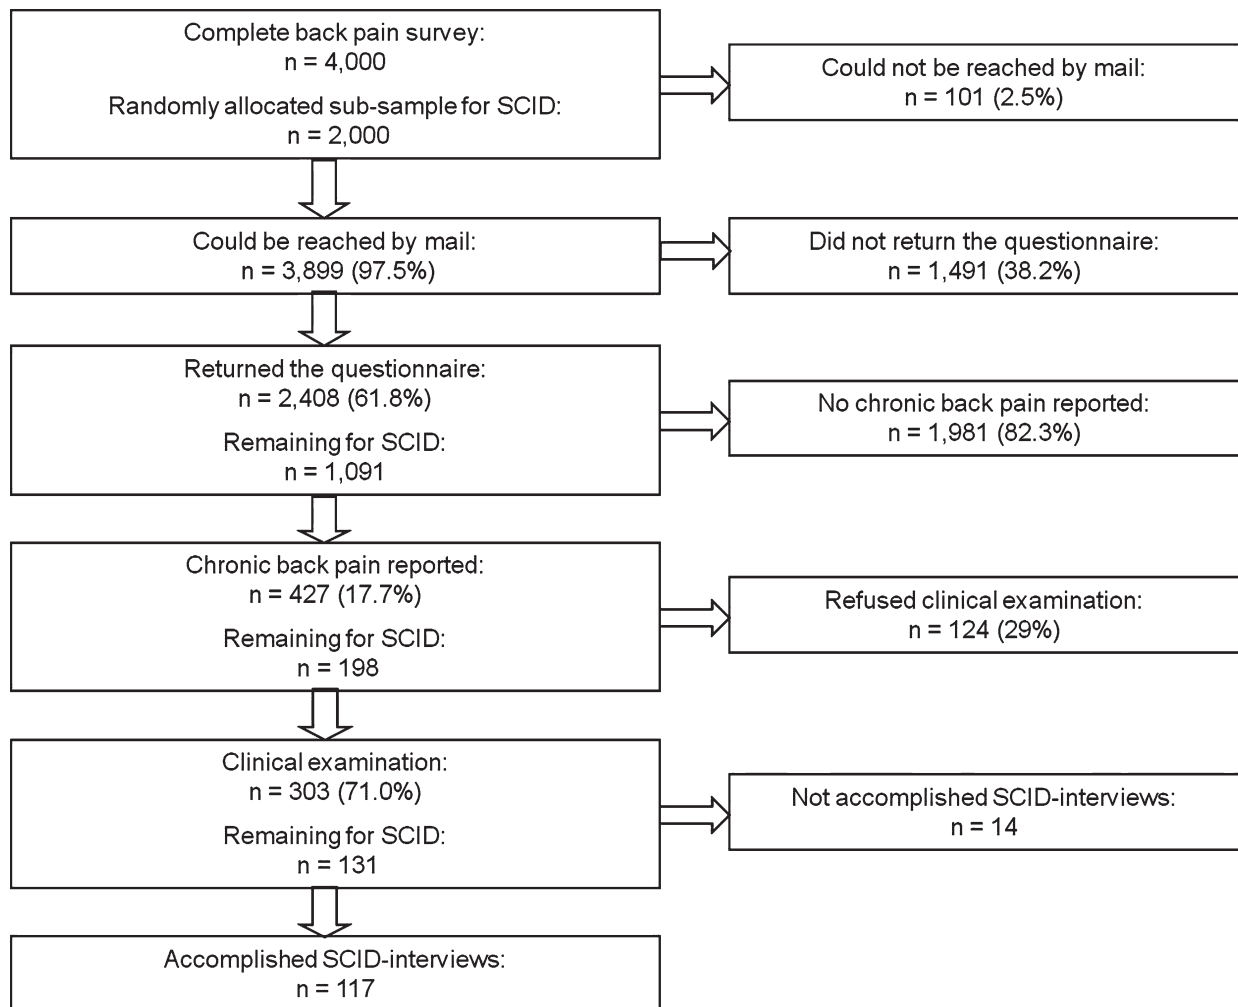 Complete back pain survey:
n = 4,000
Randomly allocated sub-sample for SCID:
n = 2,000
Could not be reached by mail:
n = 101 (2.5%)
Could be reached by mail:
n = 3,899 (97.5%)
Did not return the questionnaire:
n = 1,491 (38.2%)
Returned the questionnaire:
n = 2,408 (61.8%)
Remaining for SCID:
n = 1,091
No chronic back pain reported:
n = 1,981 (82.3%)
Chronic back pain reported:
n = 427 (17.7%)
Remaining for SCID:
n = 198
Refused clinical examination:
n = 124 (29%)
Clinical examination:
n = 303 (71.0%)
Remaining for SCID:
n = 131
Not accomplished SCID-interviews:
n = 14
Accomplished SCID-interviews:
n = 117